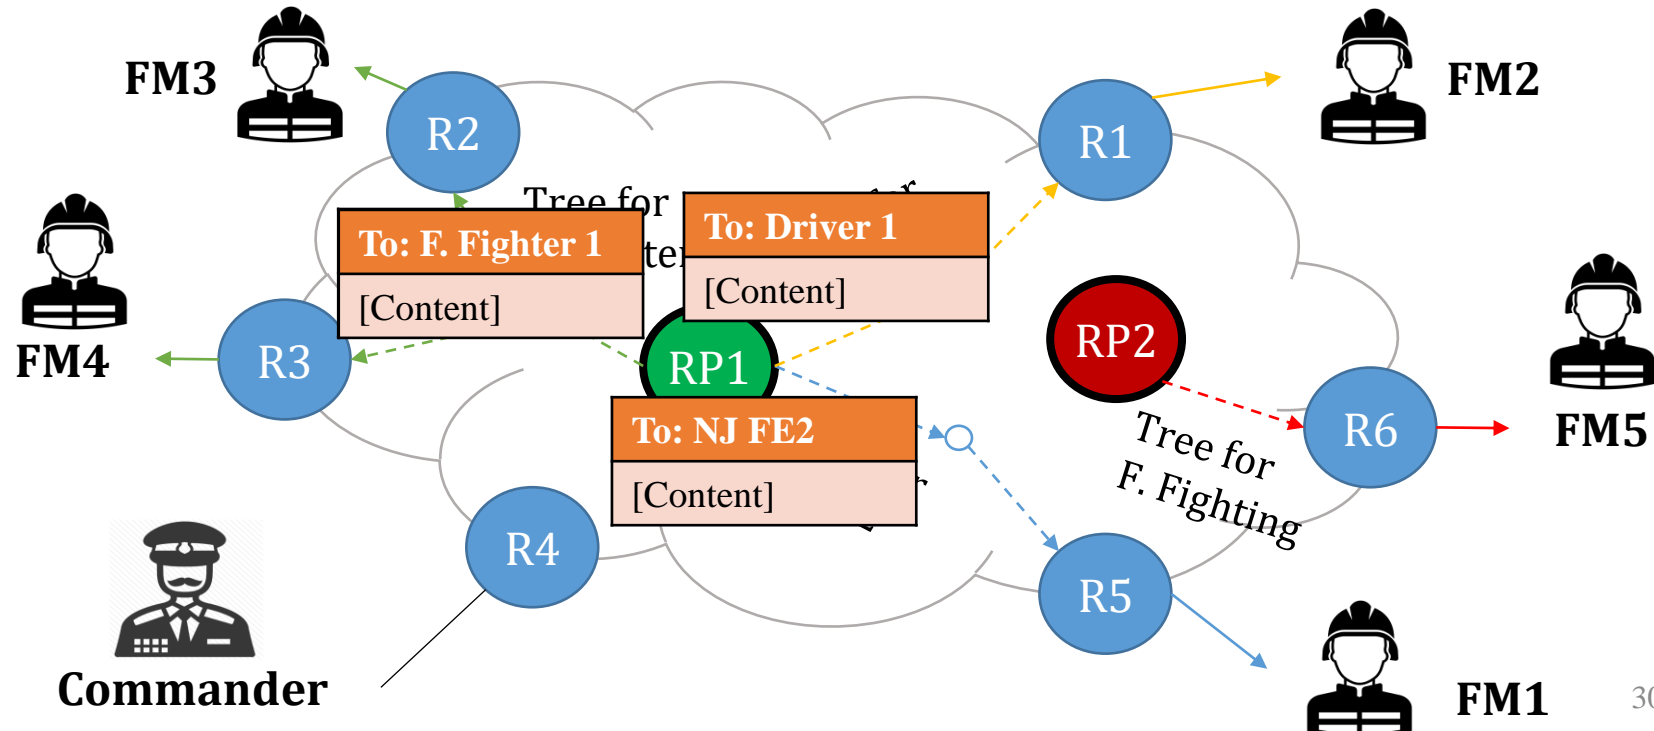 FM3
R2
R1
FM2
Tree for
To: F. Fighter 1
[Content]
To: Driver 1
[Content]
FM4
R3
RP1
RP2
R6
FM5
Tree for
F. Fighting
To: NJ FE2
[Content]
R4
R5
Commander
FM1
30